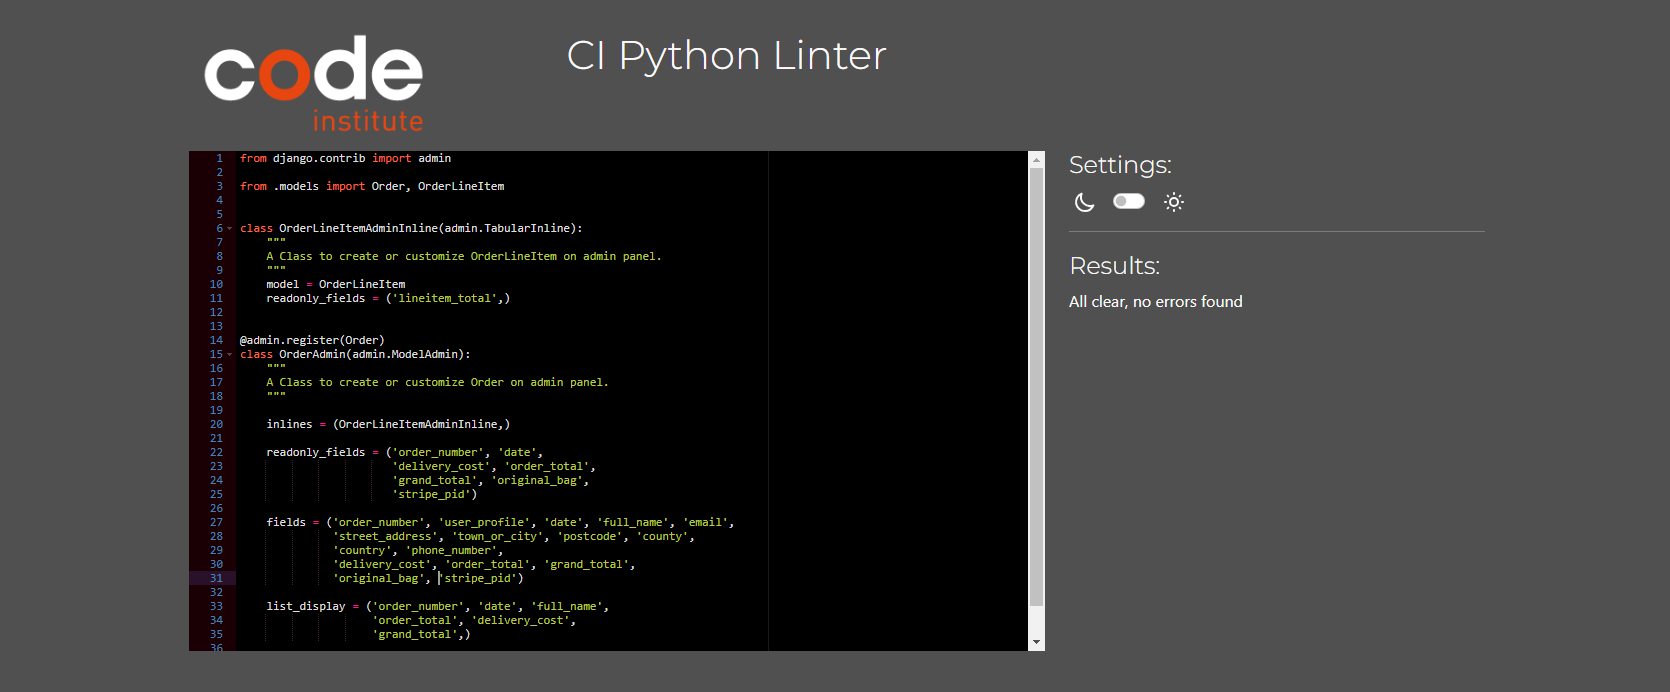 code
institute
CI Python Linter
1 from django.contrib import admin
2
3 from .models import Order, OrderLineItem
4
5
6 class OrderLineItemAdminInline(admin.TabularInline):
7     """
8     A Class to create or customize OrderLineItem on admin panel.
9     """
10     model = OrderLineItem
11     readonly_fields = ('lineitem_total',)
12
13
14 @admin.register(Order)
15 class OrderAdmin(admin.ModelAdmin):
16     """
17     A Class to create or customize Order on admin panel.
18     """
19
20     inlines = (OrderLineItemAdminInline,)
21
22     readonly_fields = ('order_number', 'date',
23                        'delivery_cost', 'order_total',
24                        'grand_total', 'original_bag',
25                        'stripe_pid')
26
27     fields = ('order_number', 'user_profile', 'date', 'full_name', 'email',
28               'street_address', 'town_or_city', 'postcode', 'county',
29               'country', 'phone_number',
30               'delivery_cost', 'order_total', 'grand_total',
31               'original_bag', 'stripe_pid')
32
33     list_display = ('order_number', 'date', 'full_name',
34                     'order_total', 'delivery_cost',
35                     'grand_total',)
36
Settings:
Results:
All clear, no errors found